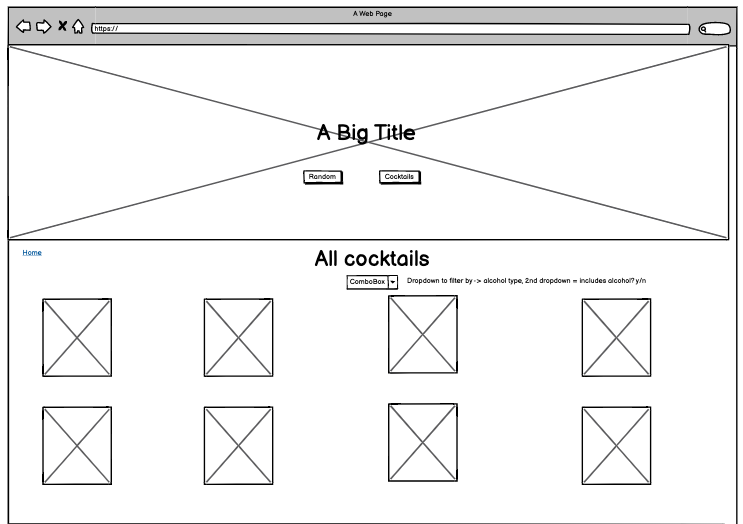 A Web Page
https://
A Big Title
Random
Cocktails
Home
All cocktails
ComboBox
Dropdown to filter by -> alcohol type, 2nd dropdown = includes alcohol? y/n